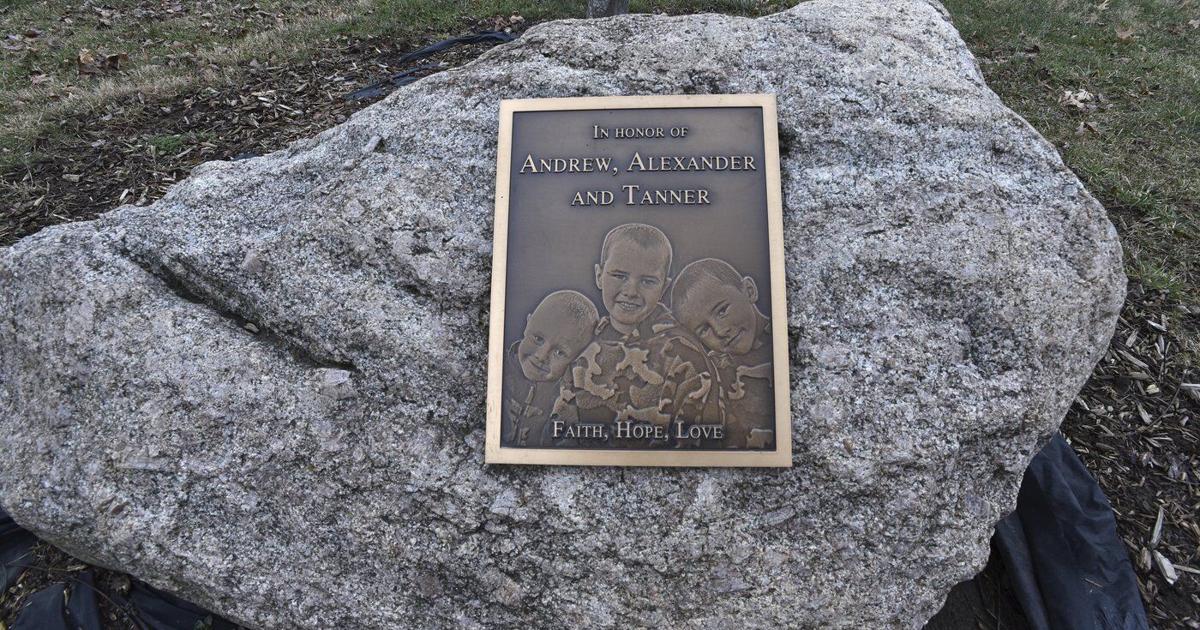 In honor of
Andrew, Alexander
and Tanner
Faith, Hope, Love